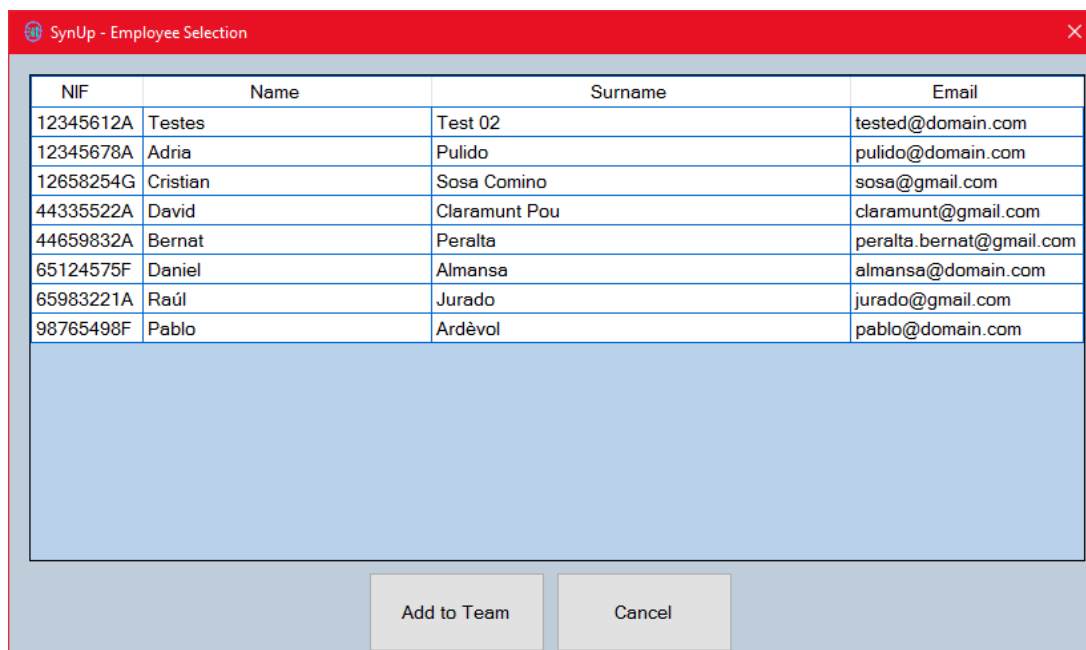 SynUp - Employee Selection
NIF Name Surname Email
12345612A Testes Test 02 tested@domain.com
12345678A Adria Pulido pulido@domain.com
12658254G Cristian Sosa Comino sosa@gmail.com
44335522A David Claramunt Pou claramunt@gmail.com
44659832A Bernat Peralta peralta.bernat@gmail.com
65124575F Daniel Almansa almansa@domain.com
65983221A Raúl Jurado jurado@gmail.com
98765498F Pablo Ardèvol pablo@domain.com
Add to Team Cancel